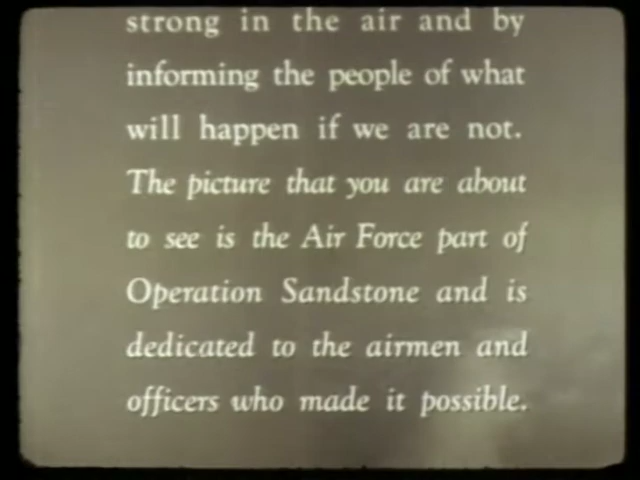 strong in the air and by
informing the people of what
will happen if we are not.
The picture that you are about
to see is the Air Force part of
Operation Sandstone and is
dedicated to the airmen and
officers who made it possible.